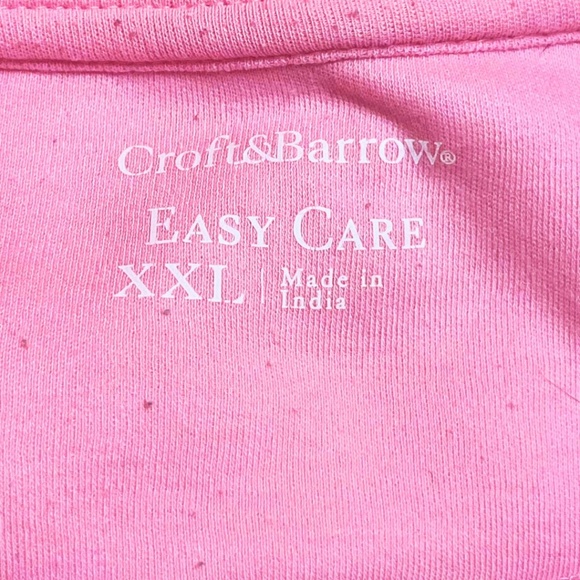 Croft&Barrow®
EASY CARE
XXL | Made in
India